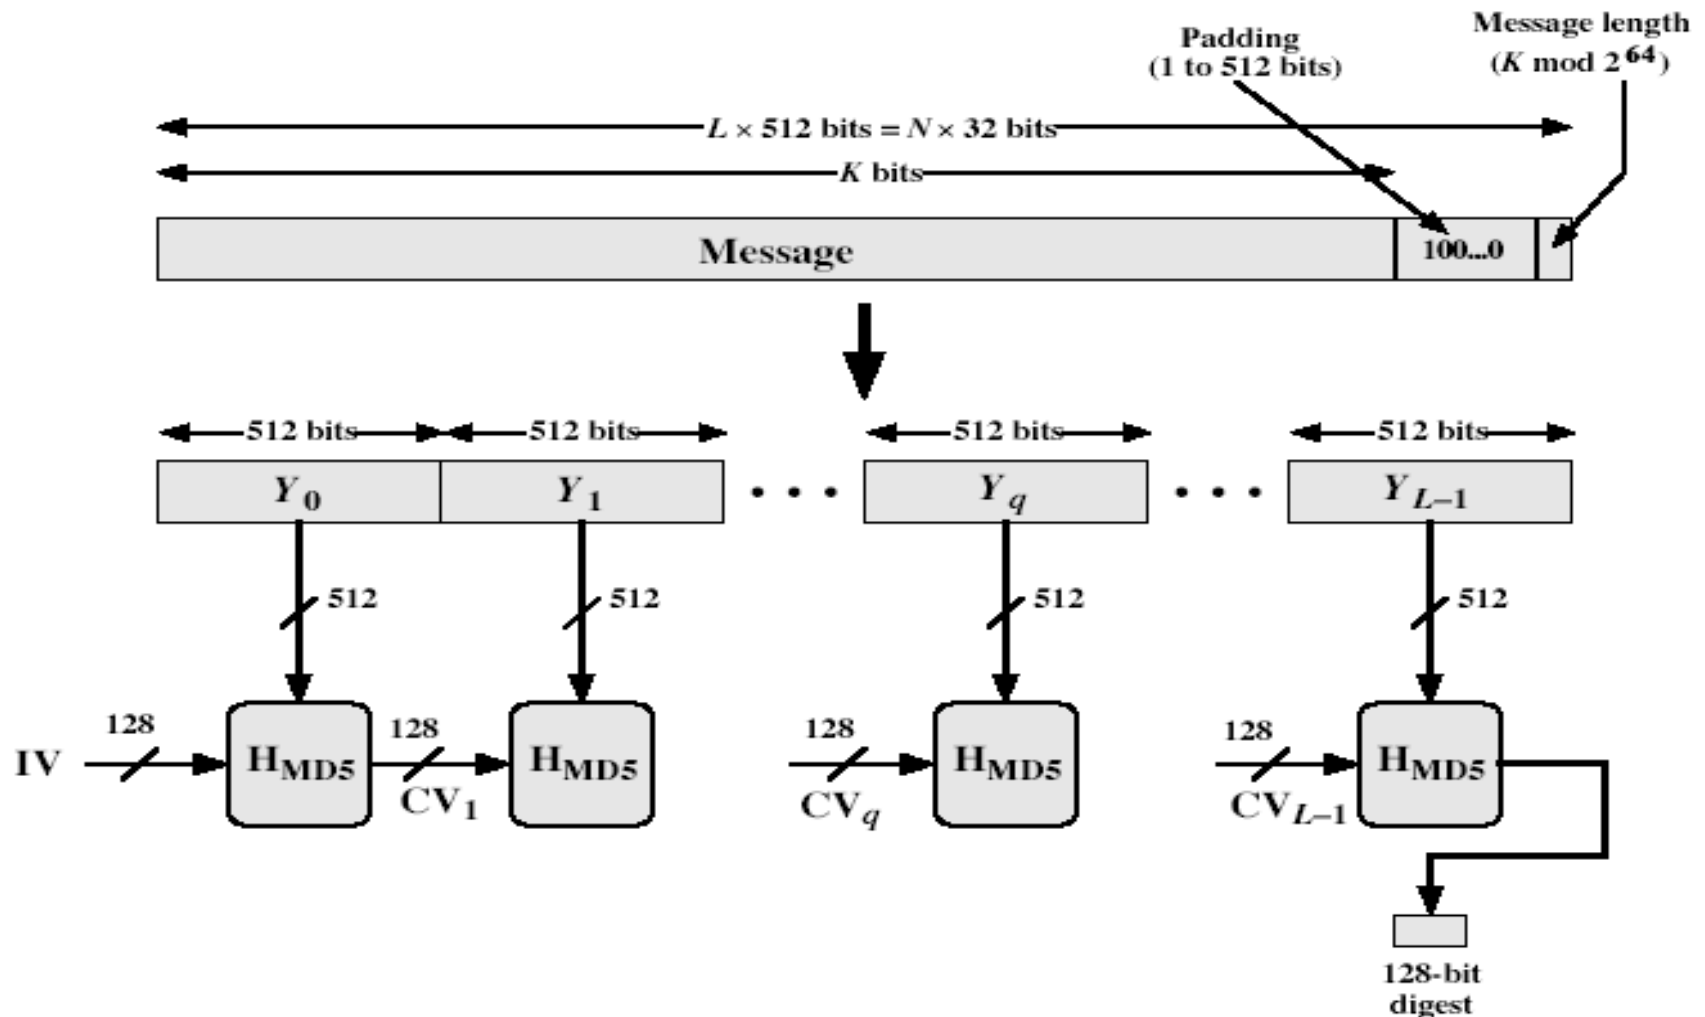 Padding
(1 to 512 bits)
Message length
(K mod 2^64)
L × 512 bits = N × 32 bits
K bits
Message
100...0
512 bits
512 bits
512 bits
512 bits
Y0
Y1
• • •
Yq
• • •
YL–1
512
512
512
512
IV
128
HMD5
128
CV1
HMD5
128
CVq
HMD5
128
CVL–1
HMD5
128-bit
digest